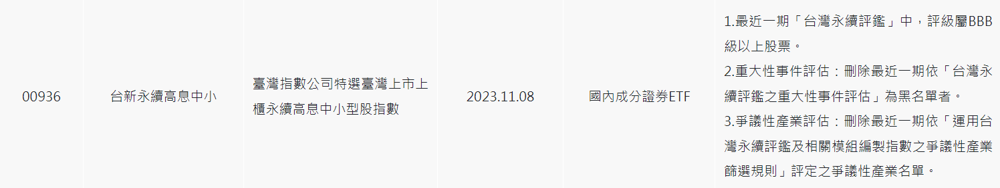 00936
台新永續高息中小
臺灣指數公司特選臺灣上市上
櫃永續高息中小型股指數
2023.11.08
國內成分證券ETF
1.最近一期「台灣永續評鑑」中，評級屬BBB
級以上股票。
2.重大性事件評估：刪除最近一期依「台灣永
續評鑑之重大性事件評估」為黑名單者。
3.爭議性產業評估：刪除最近一期依「運用台
灣永續評鑑及相關模組編製指數之爭議性產業
篩選規則」評定之爭議性產業名單。